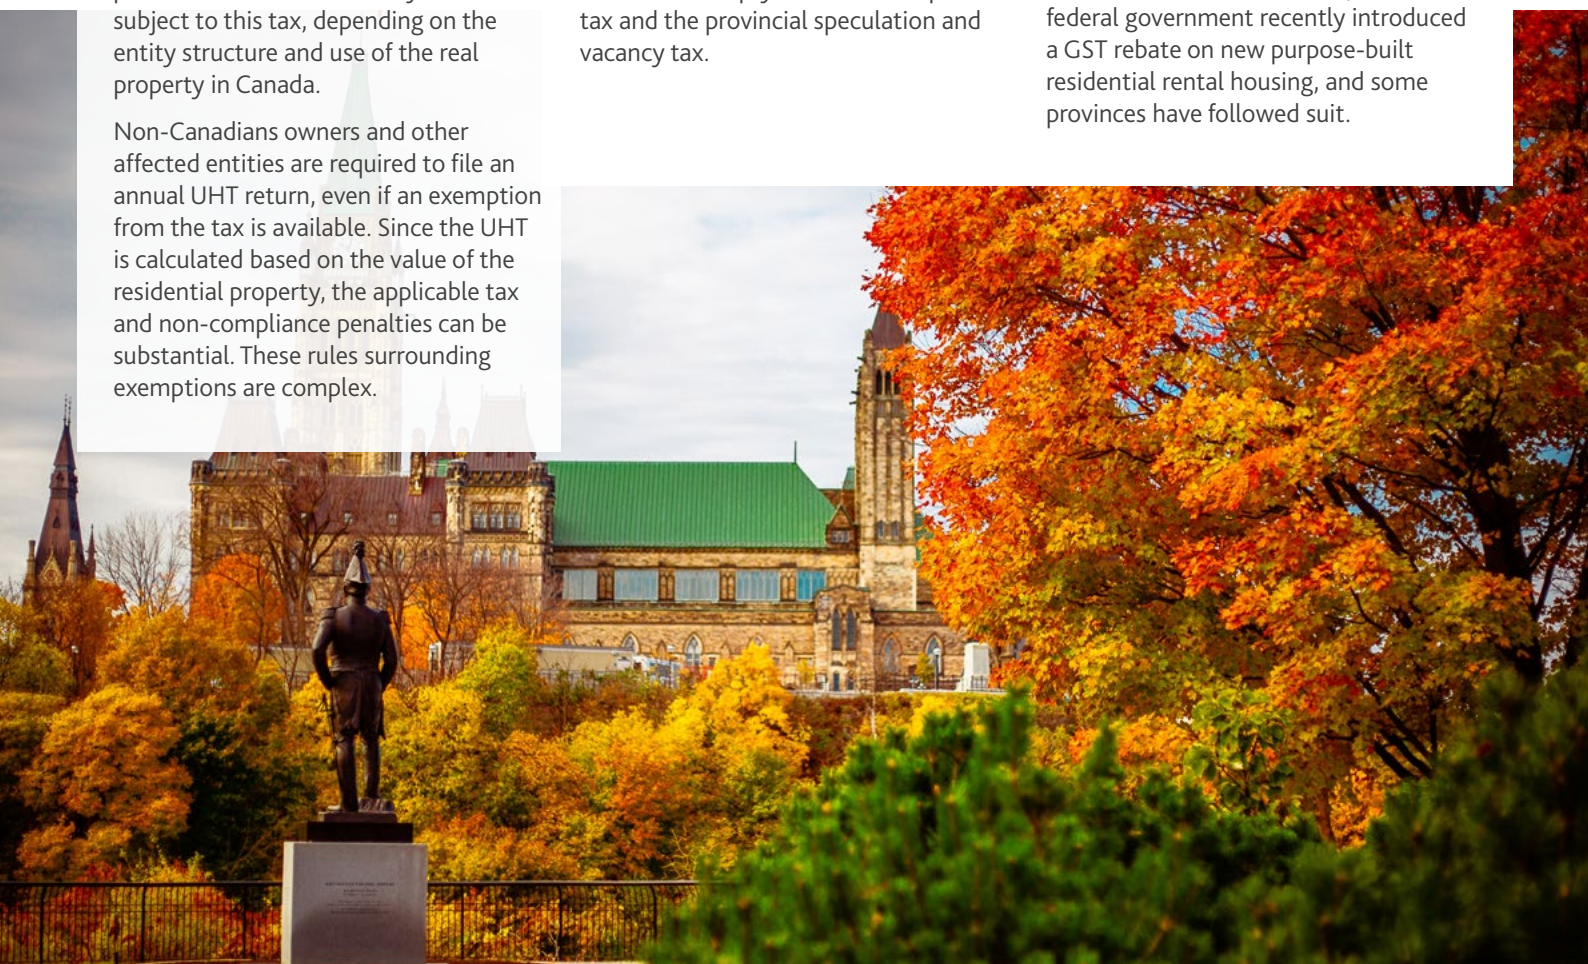 subject to this tax, depending on the
entity structure and use of the real
property in Canada.
Non-Canadians owners and other
affected entities are required to file an
annual UHT return, even if an exemption
from the tax is available. Since the UHT
is calculated based on the value of the
residential property, the applicable tax
and non-compliance penalties can be
substantial. These rules surrounding
exemptions are complex.
tax and the provincial speculation and
vacancy tax.
federal government recently introduced
a GST rebate on new purpose-built
residential rental housing, and some
provinces have followed suit.